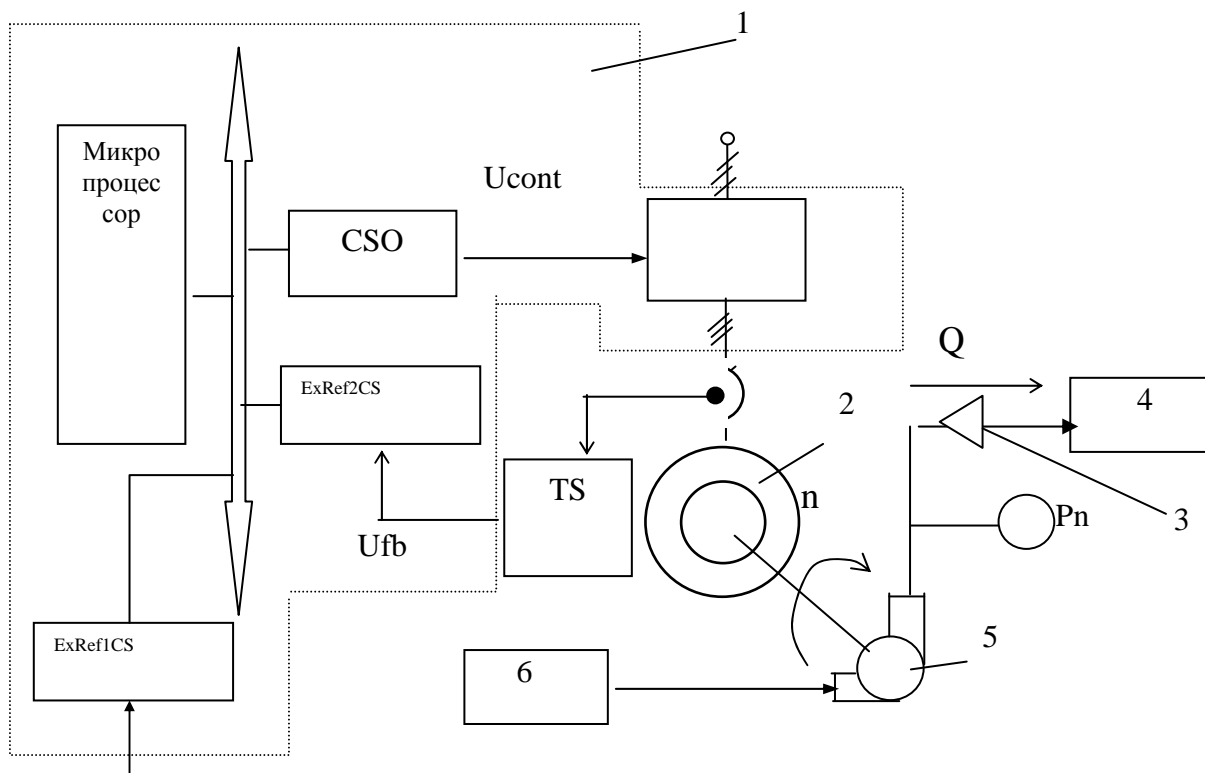 1
Микро
процес
сор
Ucont
CSO
Q
ExRef2CS
2
4
TS
n
Pn
3
Ufb
ExRef1CS
5
6